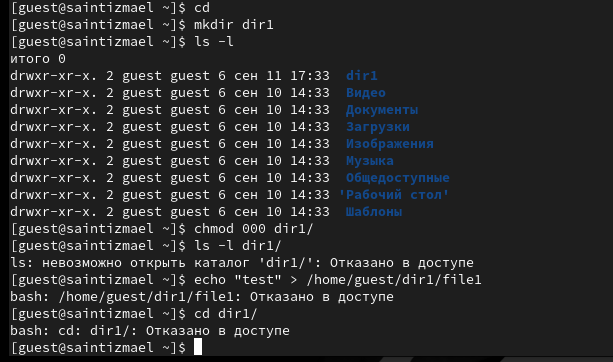 [guest@saintizmael ~]$ cd
[guest@saintizmael ~]$ mkdir dir1
[guest@saintizmael ~]$ ls -l
итого 0
drwxr-xr-x. 2 guest guest 6 сен 11 17:33  dir1
drwxr-xr-x. 2 guest guest 6 сен 10 14:33  Видео
drwxr-xr-x. 2 guest guest 6 сен 10 14:33  Документы
drwxr-xr-x. 2 guest guest 6 сен 10 14:33  Загрузки
drwxr-xr-x. 2 guest guest 6 сен 10 14:33  Изображения
drwxr-xr-x. 2 guest guest 6 сен 10 14:33  Музыка
drwxr-xr-x. 2 guest guest 6 сен 10 14:33  Общедоступные
drwxr-xr-x. 2 guest guest 6 сен 10 14:33 'Рабочий стол'
drwxr-xr-x. 2 guest guest 6 сен 10 14:33  Шаблоны
[guest@saintizmael ~]$ chmod 000 dir1/
[guest@saintizmael ~]$ ls -l dir1/
ls: невозможно открыть каталог 'dir1/': Отказано в доступе
[guest@saintizmael ~]$ echo "test" > /home/guest/dir1/file1
bash: /home/guest/dir1/file1: Отказано в доступе
[guest@saintizmael ~]$ cd dir1/
bash: cd: dir1/: Отказано в доступе
[guest@saintizmael ~]$